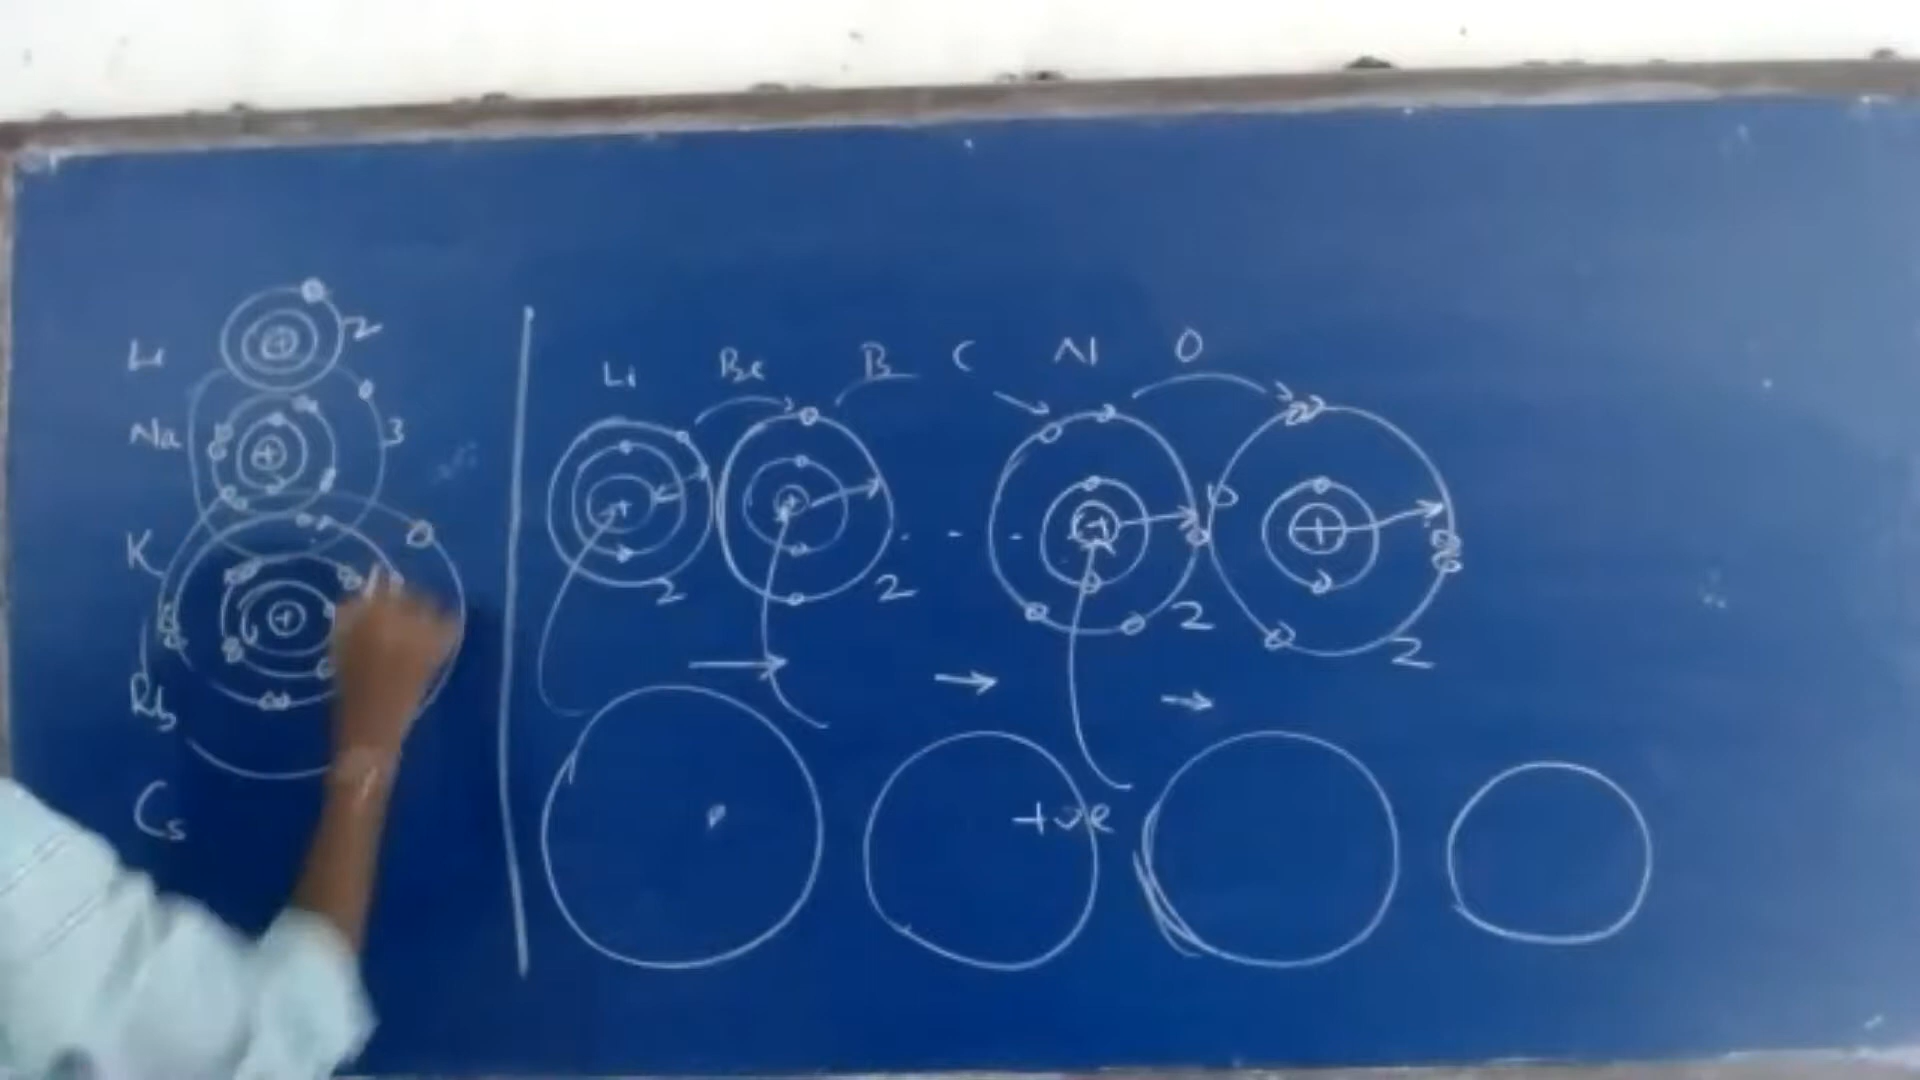 Li 2
Na 3
K
Rb
Cs
Li Be B C N O
+ + + +
2 2 2 2
+ve